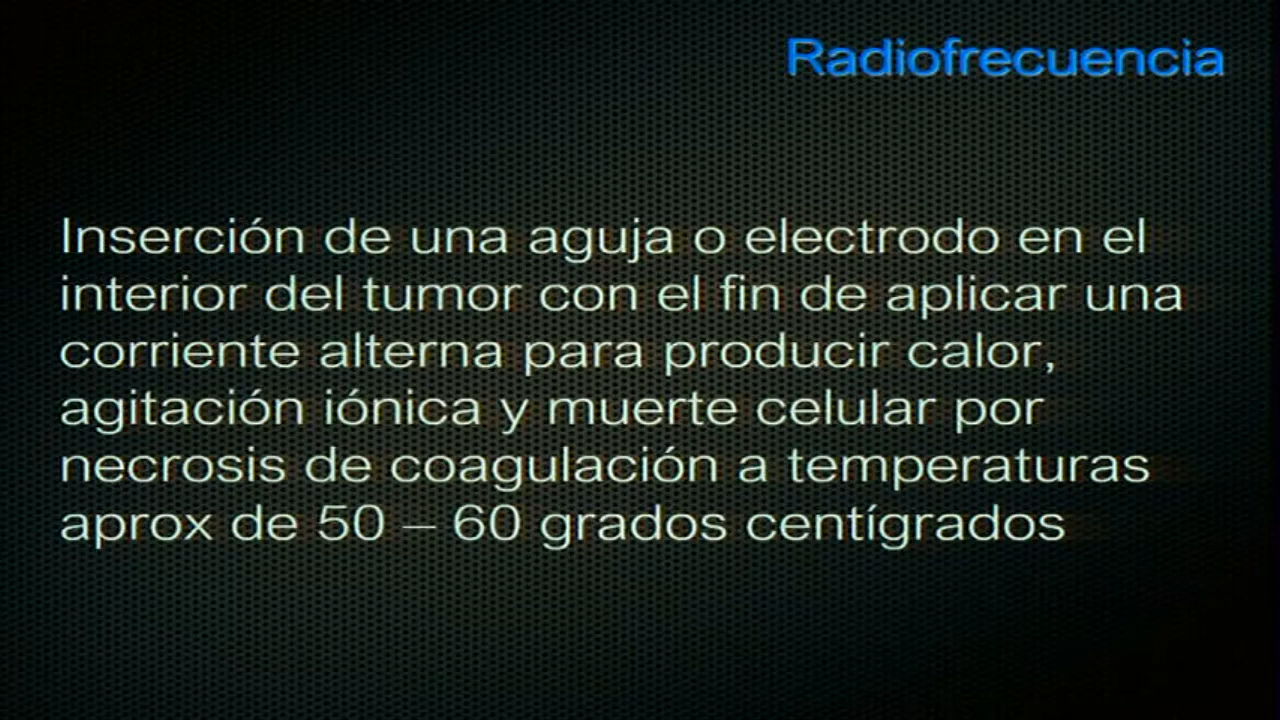 Radiofrecuencia
Inserción de una aguja o electrodo en el
interior del tumor con el fin de aplicar una
corriente alterna para producir calor,
agitación iónica y muerte celular por
necrosis de coagulación a temperaturas
aprox de 50 – 60 grados centígrados